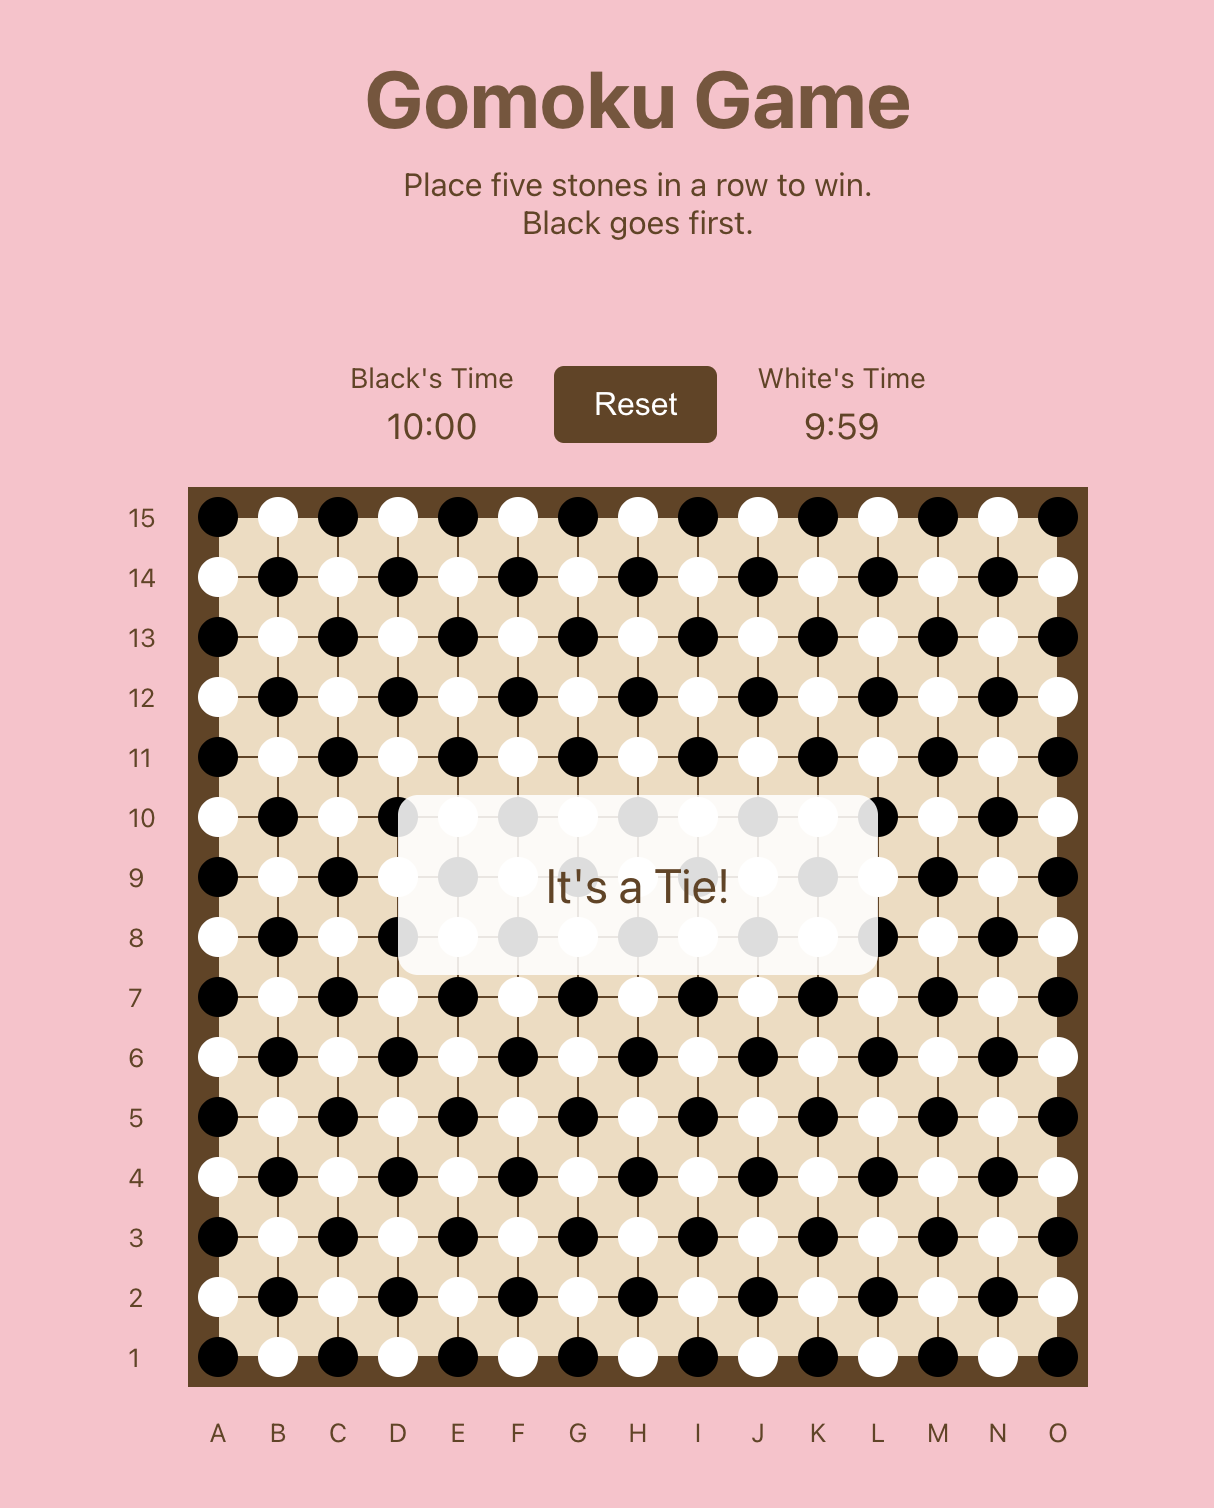 Gomoku Game
Place five stones in a row to win.
Black goes first.
Black's Time
10:00
Reset
White's Time
9:59
15
14
13
12
11
10
9
8
7
6
5
4
3
2
1
It's a Tie!
A B C D E F G H I J K L M N O